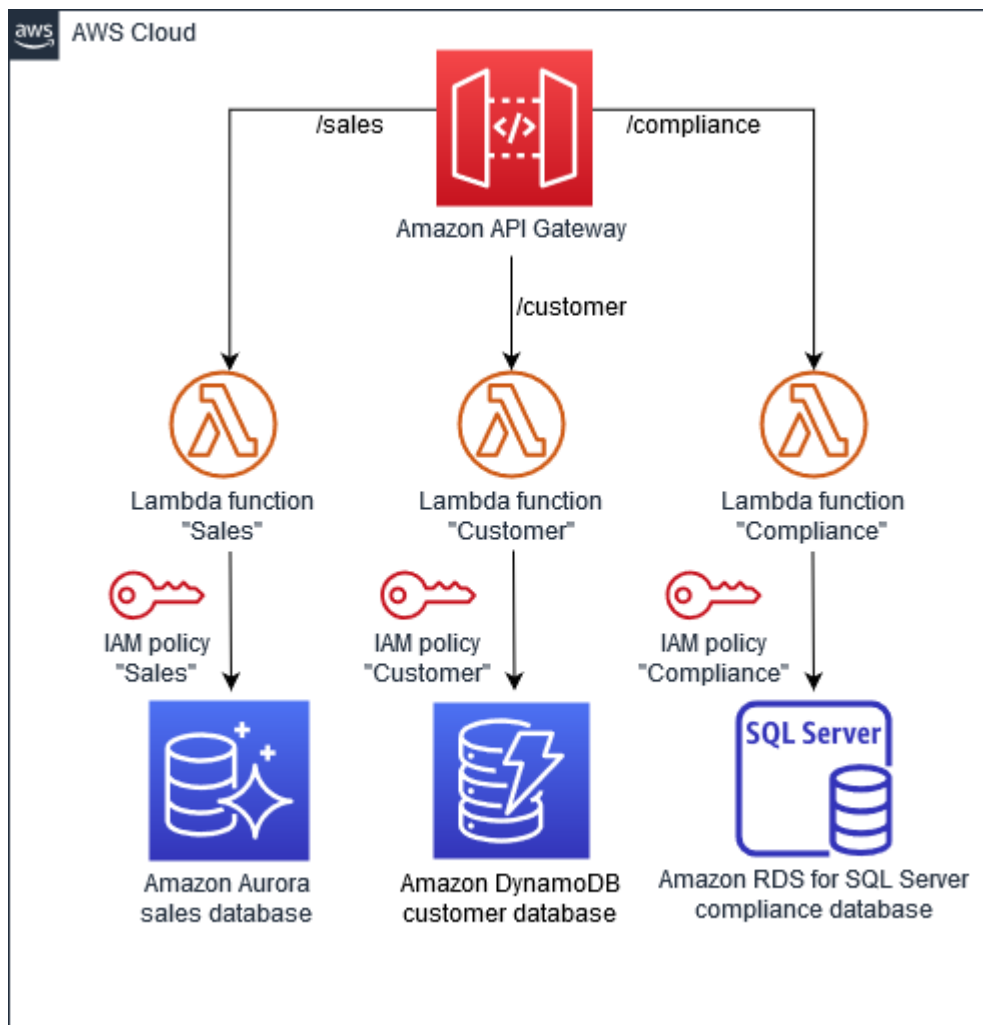 aws
AWS Cloud
/sales
/compliance
Amazon API Gateway
/customer
Lambda function
"Sales"
Lambda function
"Customer"
Lambda function
"Compliance"
IAM policy
"Sales"
IAM policy
"Customer"
IAM policy
"Compliance"
SQL Server
Amazon Aurora
sales database
Amazon DynamoDB
customer database
Amazon RDS for SQL Server
compliance database